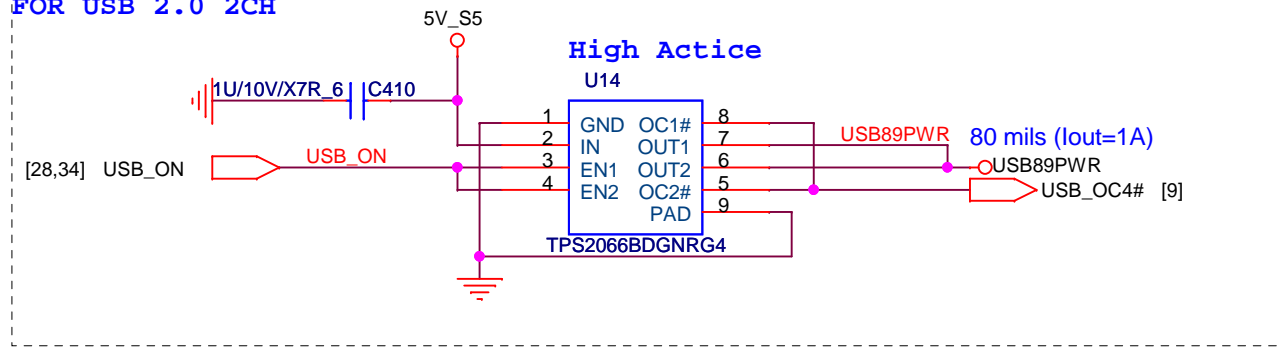 FOR USB 2.0 2CH
5V_S5
High Actice
U14
1U/10V/X7R_6 C410
1 GND OC1# 8
2 IN OUT1 7 USB89PWR 80 mils (Iout=1A)
[28,34] USB_ON USB_ON 3 EN1 OUT2 6 USB89PWR
4 EN2 OC2# 5 USB_OC4# [9]
PAD 9
TPS2066BDGNRG4